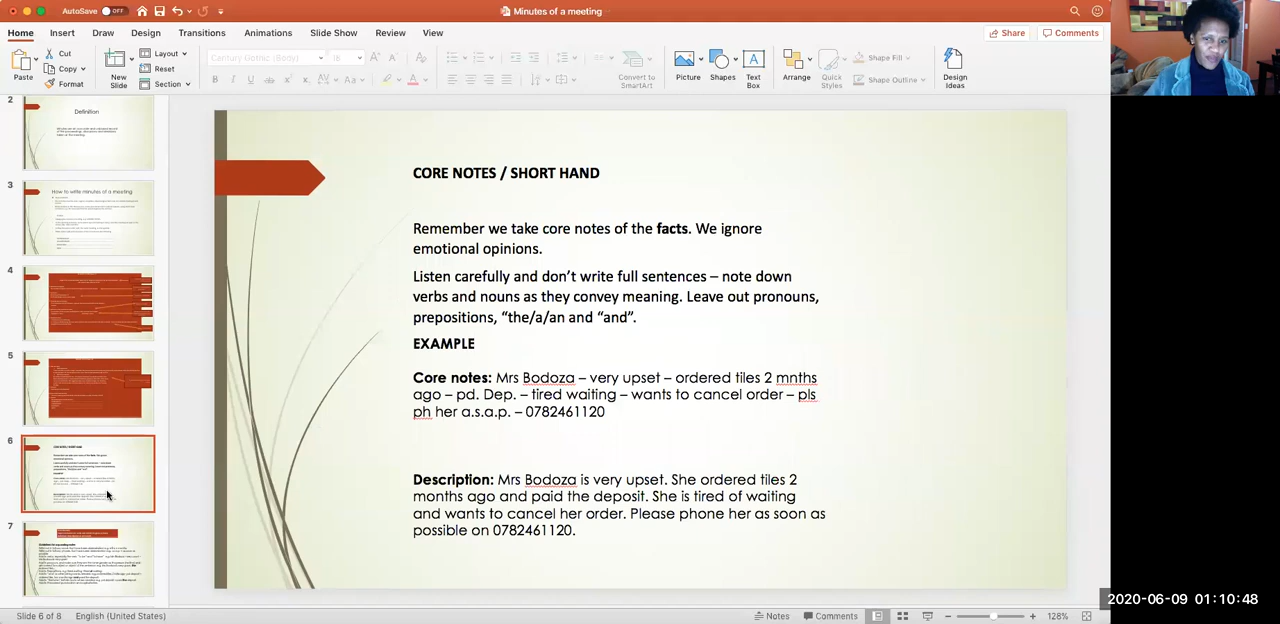 AutoSave OFF
Minutes of a meeting
Home Insert Draw Design Transitions Animations Slide Show Review View
Share Comments
Paste
Cut
Copy
Format
New Slide
Layout
Reset
Section
Century Gothic (Body) 18
Convert to SmartArt
Picture
Shapes
Text Box
Arrange
Quick Styles
Shape Fill
Shape Outline
Design Ideas
2
Definition
3
How to write minutes of a meeting
4
5
6
7
CORE NOTES / SHORT HAND
Remember we take core notes of the facts. We ignore
emotional opinions.
Listen carefully and don’t write full sentences – note down
verbs and nouns as they convey meaning. Leave out pronouns,
prepositions, “the/a/an and “and”.
EXAMPLE
Core notes: Mrs Bodoza – very upset – ordered tiles 2 mnths
ago – pd. Dep. – tired waiting – wants to cancel order – pls
ph her a.s.a.p. – 0782461120
Description: Mrs Bodoza is very upset. She ordered tiles 2
months ago and paid the deposit. She is tired of waiting
and wants to cancel her order. Please phone her as soon as
possible on 0782461120.
2020-06-09 01:10:48
Slide 6 of 8 English (United States)
Notes Comments 128%